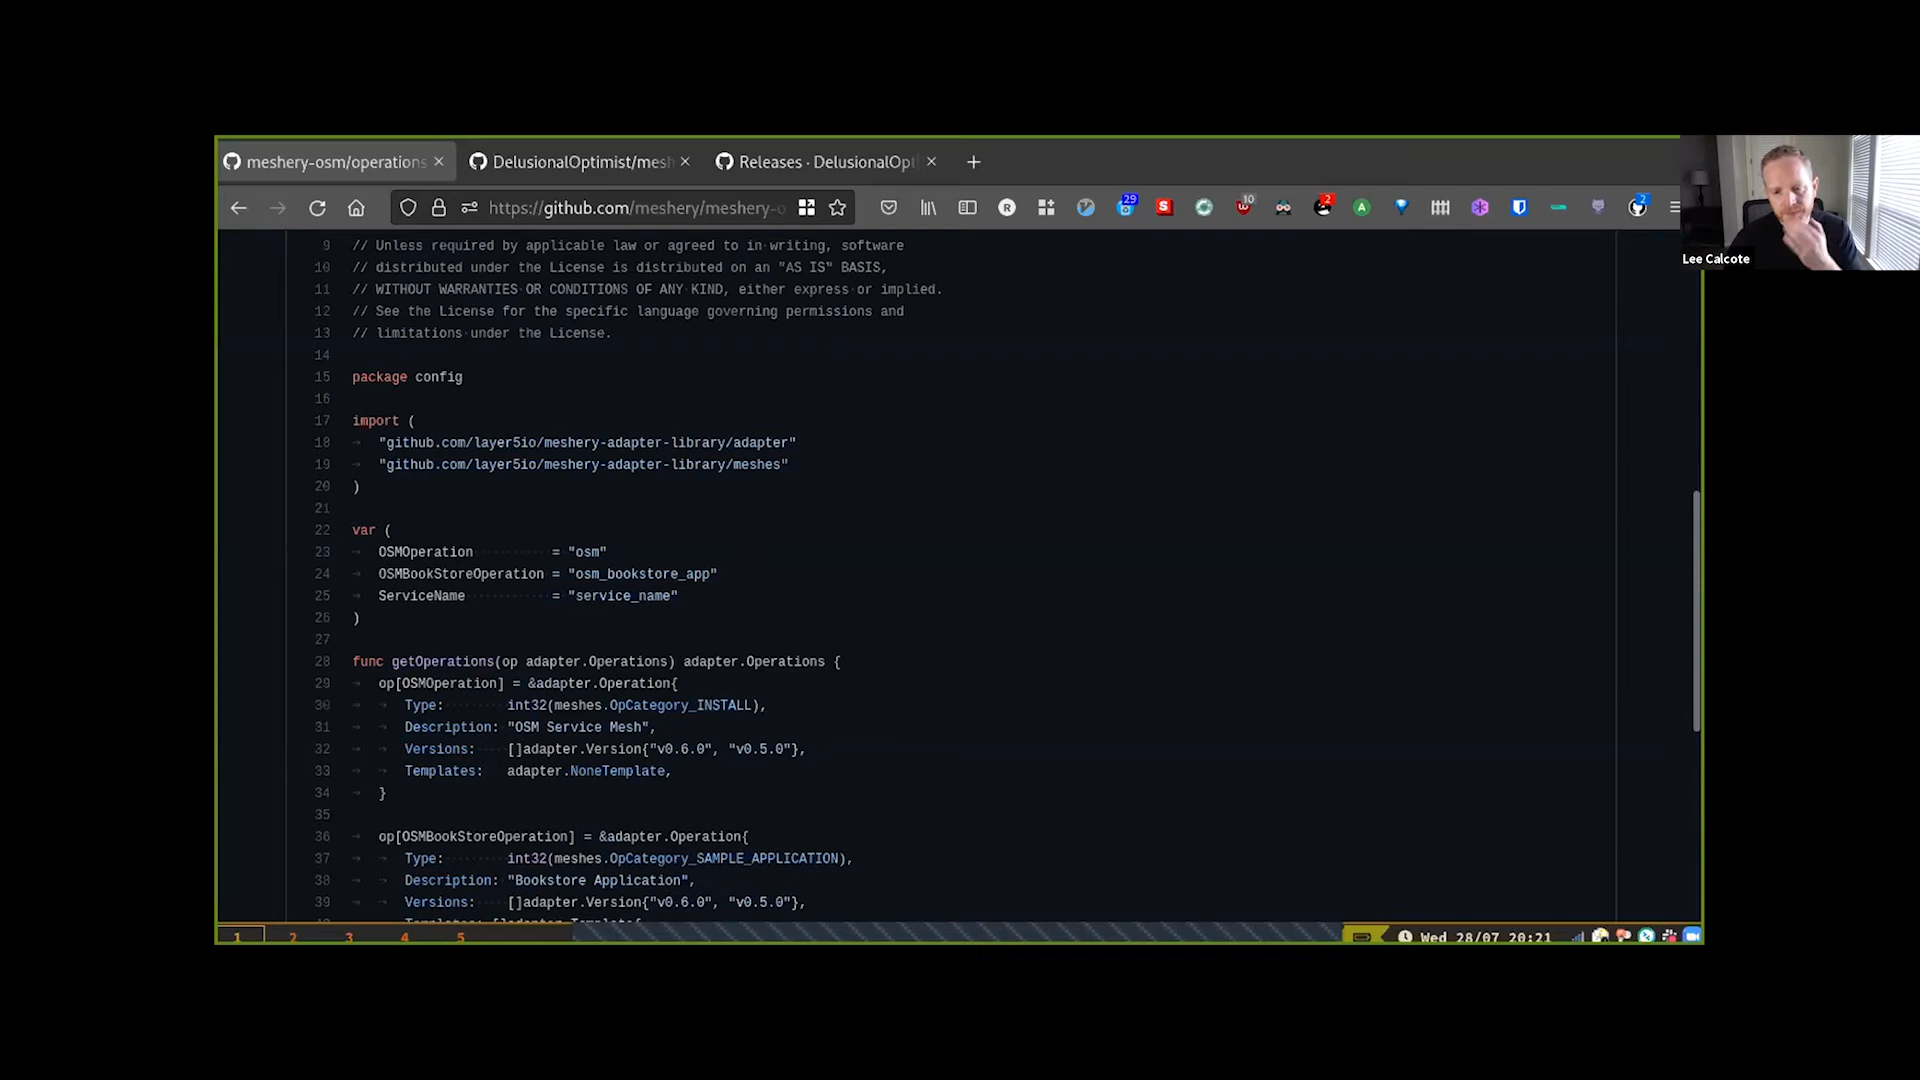 meshery-osm/operations
DelusionalOptimist/mesh
Releases · DelusionalOpt
https://github.com/meshery/meshery-o
29
10
2
2
Lee Calcote
9 // Unless required by applicable law or agreed to in writing, software
10 // distributed under the License is distributed on an "AS IS" BASIS,
11 // WITHOUT WARRANTIES OR CONDITIONS OF ANY KIND, either express or implied.
12 // See the License for the specific language governing permissions and
13 // limitations under the License.
14
15 package config
16
17 import (
18 "github.com/layer5io/meshery-adapter-library/adapter"
19 "github.com/layer5io/meshery-adapter-library/meshes"
20 )
21
22 var (
23 OSMOperation = "osm"
24 OSMBookStoreOperation = "osm_bookstore_app"
25 ServiceName = "service_name"
26 )
27
28 func getOperations(op adapter.Operations) adapter.Operations {
29 op[OSMOperation] = &adapter.Operation{
30 Type: int32(meshes.OpCategory_INSTALL),
31 Description: "OSM Service Mesh",
32 Versions: []adapter.Version{"v0.6.0", "v0.5.0"},
33 Templates: adapter.NoneTemplate,
34 }
35
36 op[OSMBookStoreOperation] = &adapter.Operation{
37 Type: int32(meshes.OpCategory_SAMPLE_APPLICATION),
38 Description: "Bookstore Application",
39 Versions: []adapter.Version{"v0.6.0", "v0.5.0"},
1 2 3 4 5
Wed 28/07 20:21